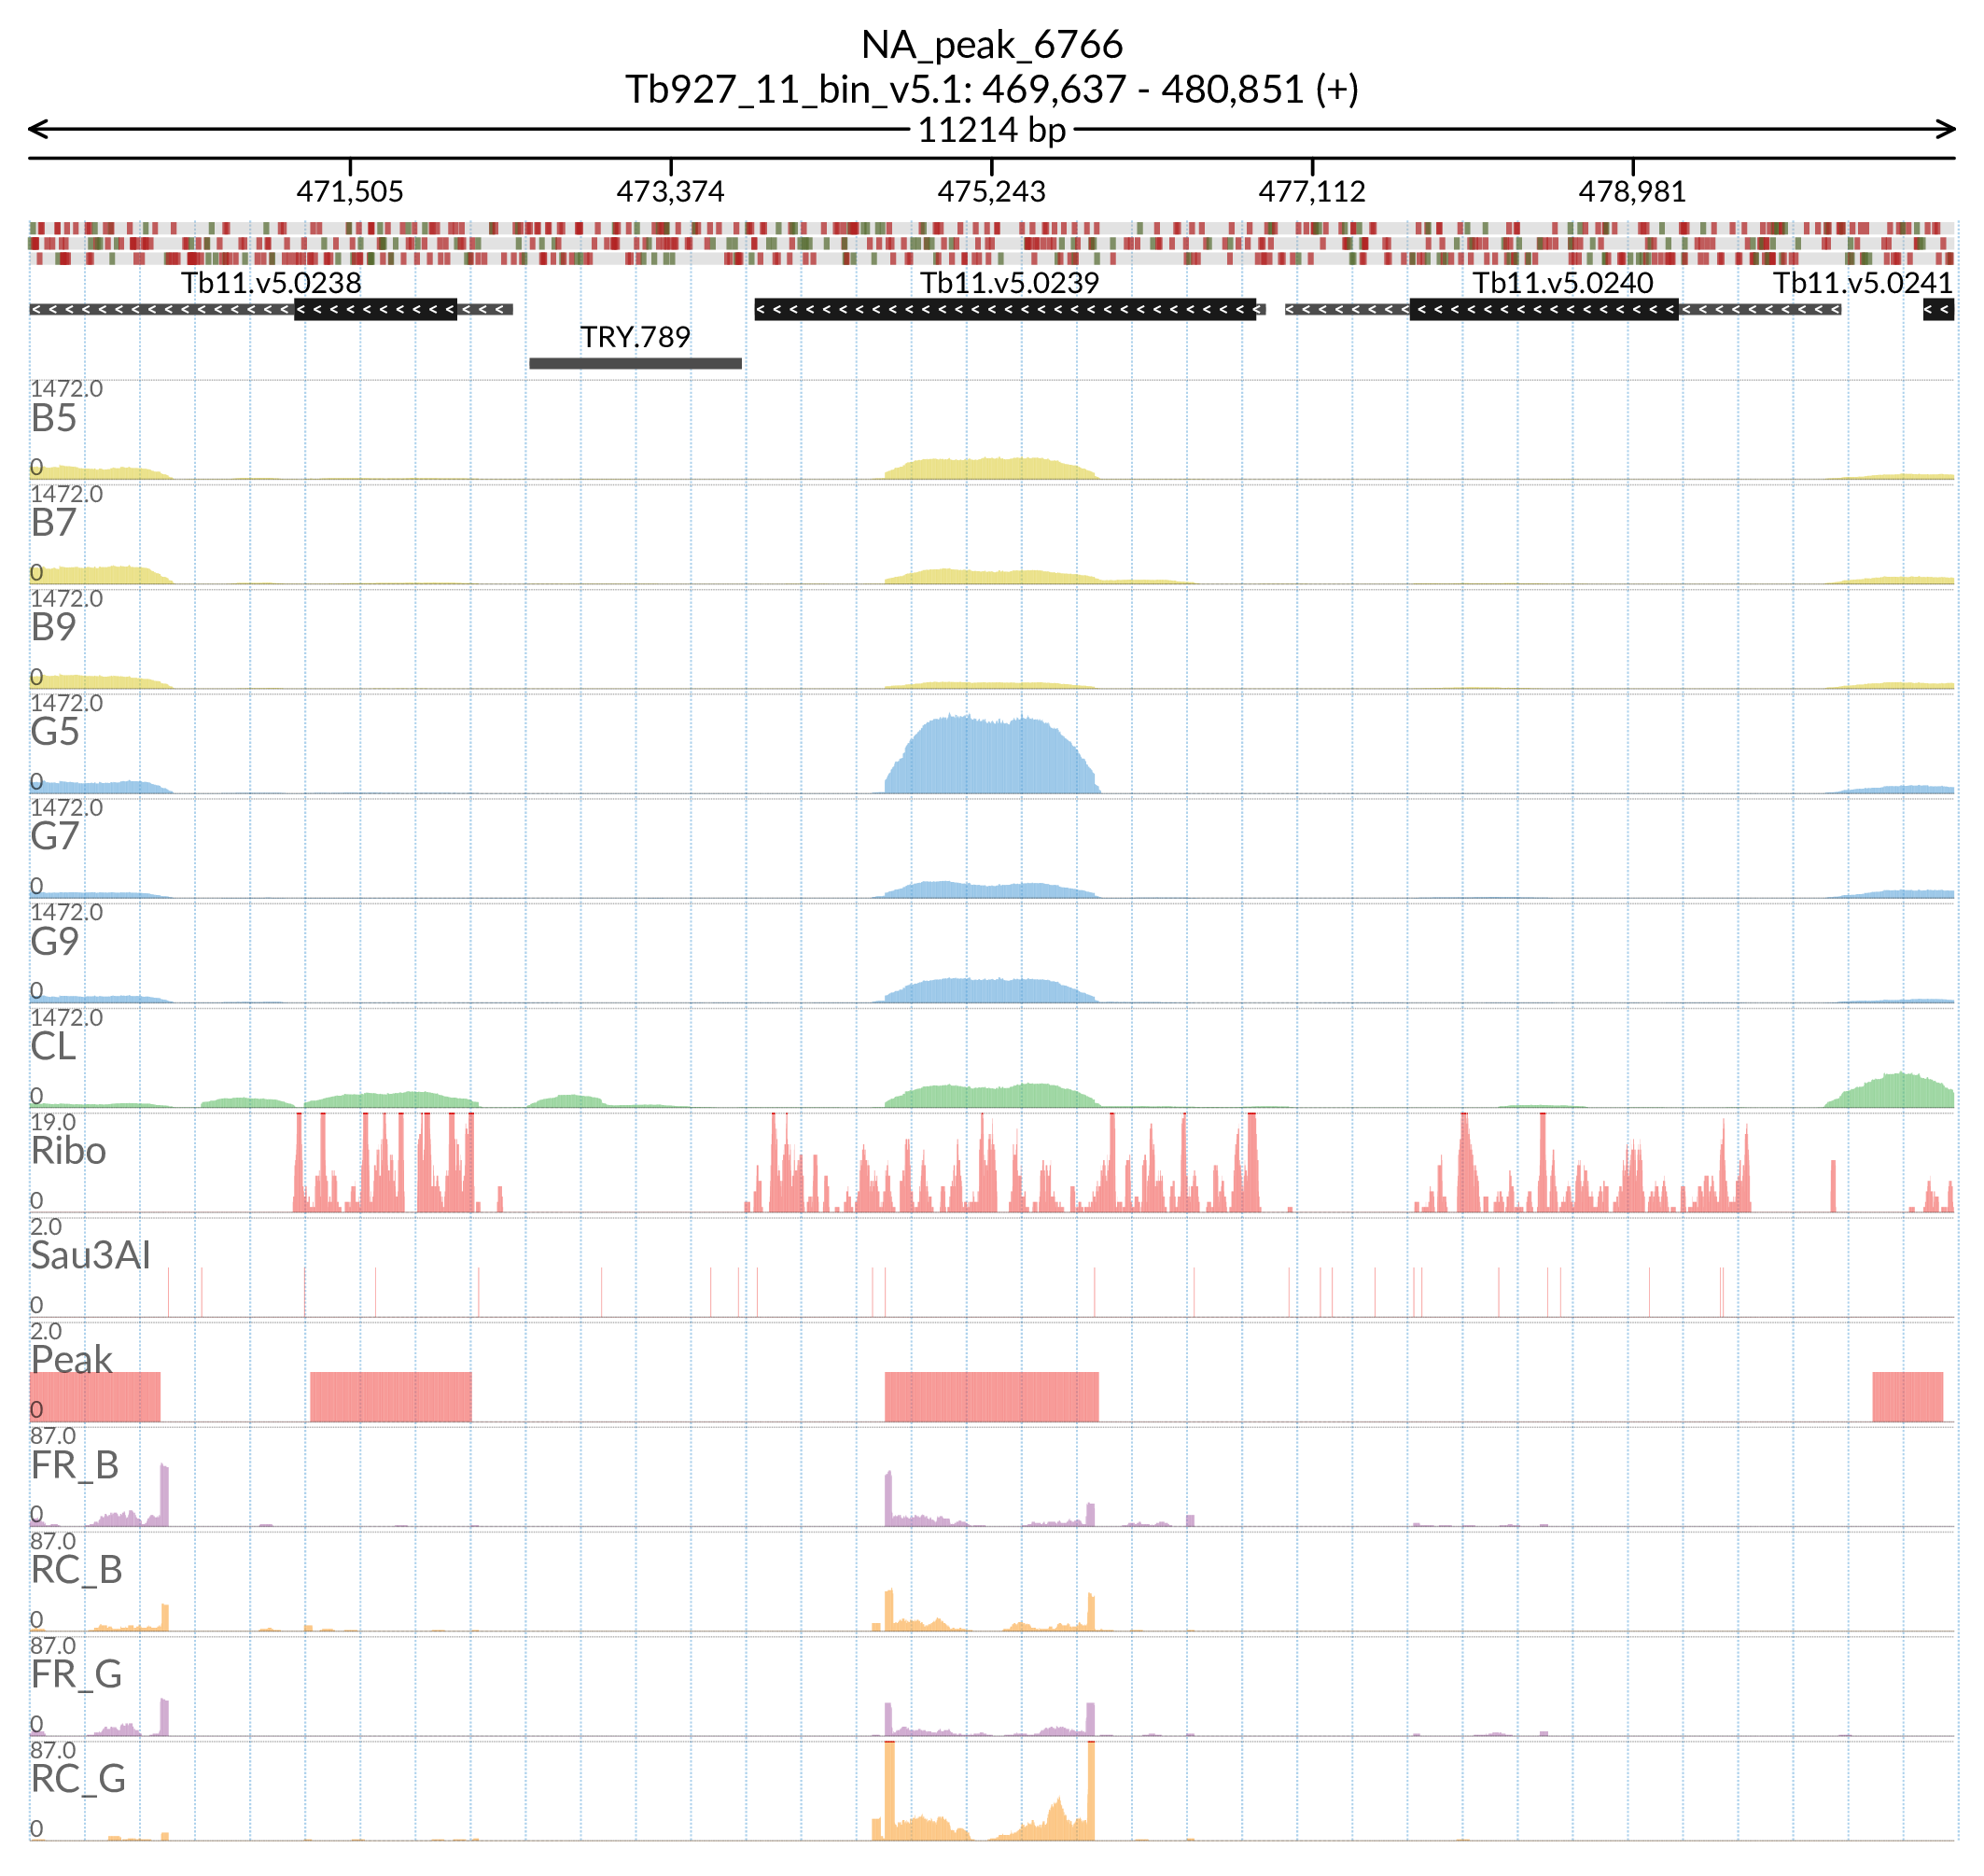 NA_peak_6766
Tb927_11_bin_v5.1: 469,637 - 480,851 (+)
11214 bp
471,505 473,374 475,243 477,112 478,981
Tb11.v5.0238 Tb11.v5.0239 Tb11.v5.0240 Tb11.v5.0241
TRY.789
1472.0
B5
0
1472.0
B7
0
1472.0
B9
0
1472.0
G5
0
1472.0
G7
0
1472.0
G9
0
1472.0
CL
0
19.0
Ribo
0
2.0
Sau3AI
0
2.0
Peak
0
87.0
FR_B
0
87.0
RC_B
0
87.0
FR_G
0
87.0
RC_G
0